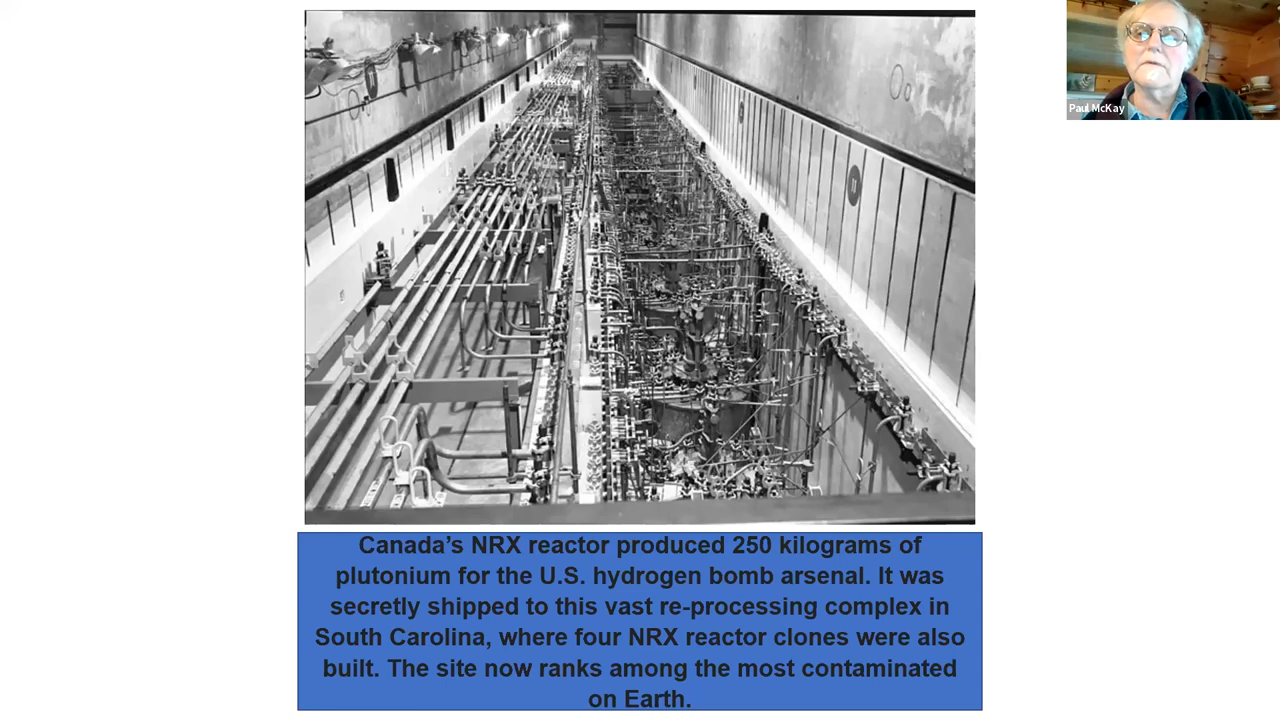 Paul McKay
Canada’s NRX reactor produced 250 kilograms of
plutonium for the U.S. hydrogen bomb arsenal. It was
secretly shipped to this vast re-processing complex in
South Carolina, where four NRX reactor clones were also
built. The site now ranks among the most contaminated
on Earth.